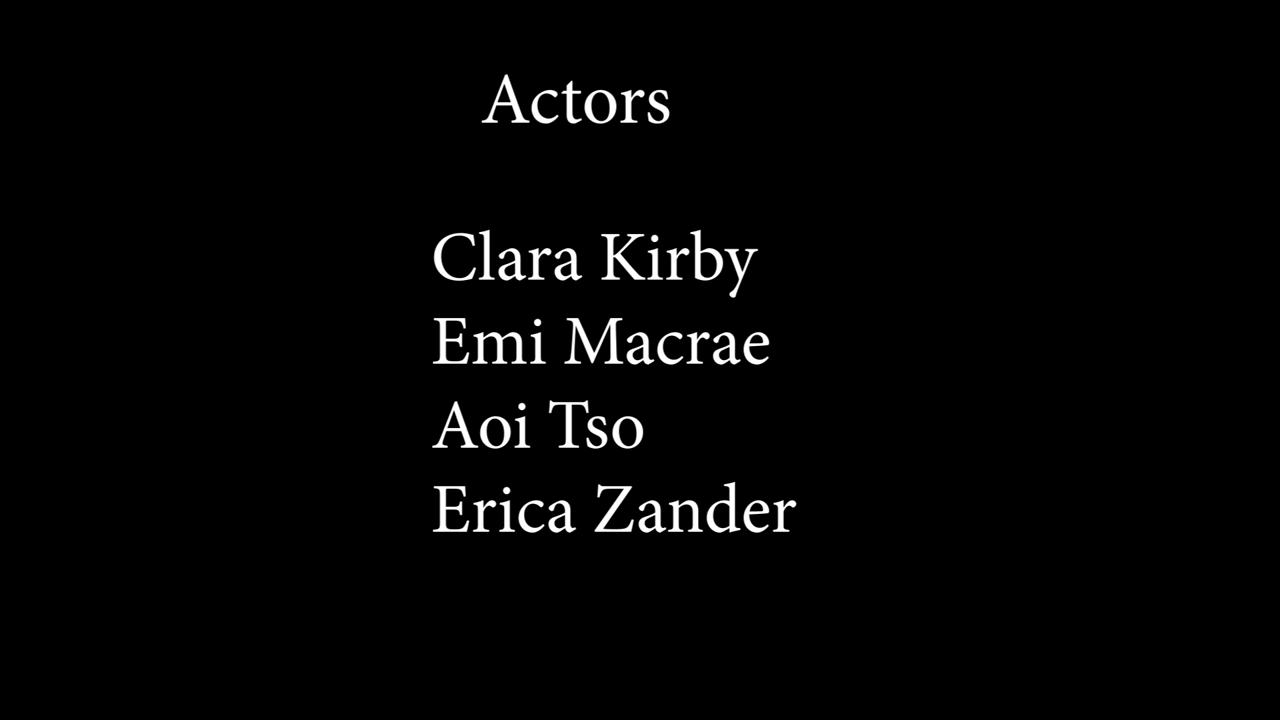 Actors
Clara Kirby
Emi Macrae
Aoi Tso
Erica Zander